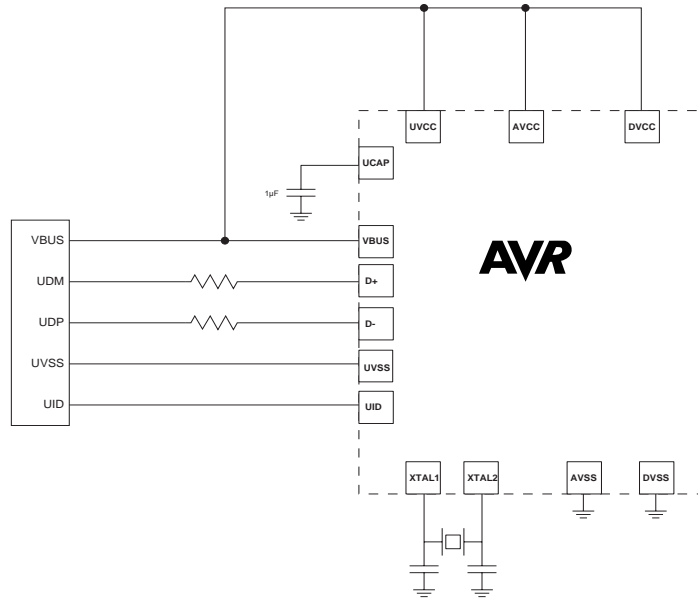 UVCC AVCC DVCC
UCAP
1µF
VBUS VBUS
AVR
UDM D+
UDP D-
UVSS UVSS
UID UID
XTAL1 XTAL2 AVSS DVSS